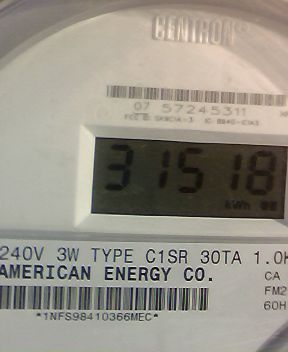 CENTRON®
07 57245311
31518
kWh
240V 3W TYPE C1SR 30TA 1.0K
AMERICAN ENERGY CO.
CA
FM2
60H
*1NFS98410366MEC*